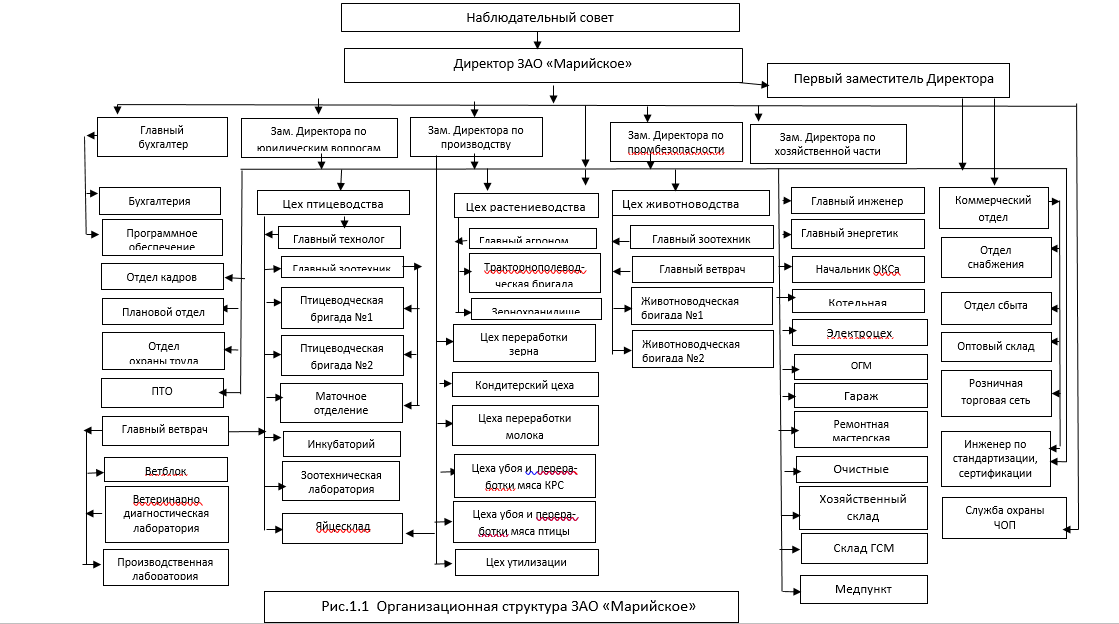 Наблюдательный совет
Директор ЗАО «Марийское»
Первый заместитель Директора
Главный
бухгалтер
Зам. Директора по
юридическим вопросам
Зам. Директора по
производству
Зам. Директора по
промбезопасности
Зам. Директора по
хозяйственной части
Бухгалтерия
Программное
обеспечение
Отдел кадров
Плановой отдел
Отдел
охраны труда
ПТО
Главный ветврач
Ветблок
Ветеринарно
диагностическая
лаборатория
Производственная
лаборатория
Цех птицеводства
Главный технолог
Главный зоотехник
Птицеводческая
бригада №1
Птицеводческая
бригада №2
Маточное
отделение
Инкубаторий
Зоотехническая
лаборатория
Яйцесклад
Цех растениеводства
Главный агроном
Тракторнополевод-
ческая бригада
Зернохранилище
Цех переработки
зерна
Кондитерский цеха
Цеха переработки
молока
Цеха убоя и перера-
ботки мяса КРС
Цеха убоя и перера-
ботки мяса птицы
Цех утилизации
Цех животноводства
Главный зоотехник
Главный ветврач
Животноводческая
бригада №1
Животноводческая
бригада №2
Главный инженер
Главный энергетик
Начальник ОКСа
Котельная
Электроцех
ОГМ
Гараж
Ремонтная
мастерская
Очистные
Хозяйственный
склад
Склад ГСМ
Медпункт
Коммерческий
отдел
Отдел
снабжения
Отдел сбыта
Оптовый склад
Розничная
торговая сеть
Инженер по
стандартизации,
сертификации
Служба охраны
ЧОП
Рис.1.1 Организационная структура ЗАО «Марийское»